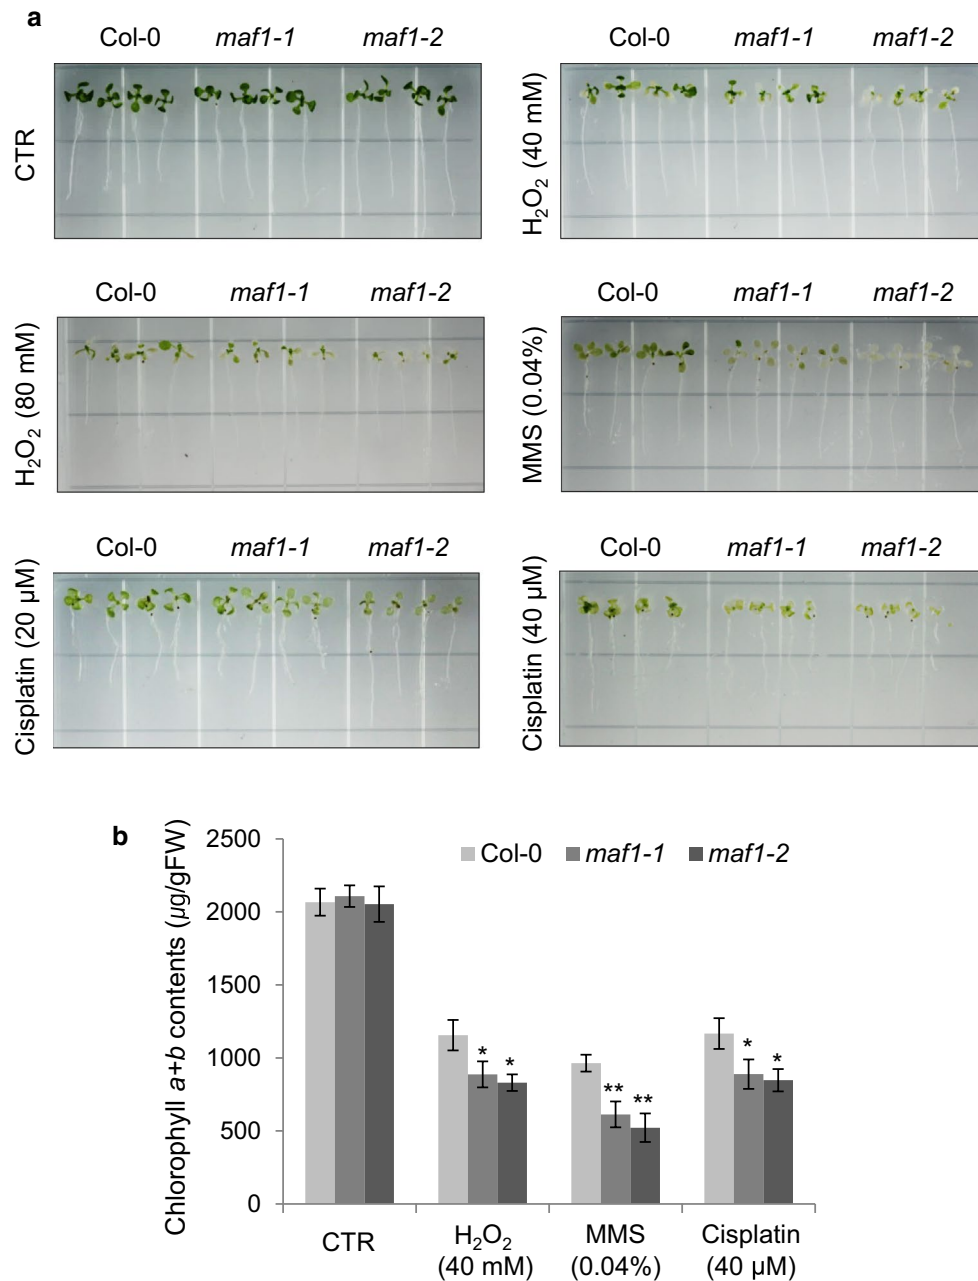 a
Col-0 maf1-1 maf1-2
CTR
Col-0 maf1-1 maf1-2
H₂O₂ (40 mM)
Col-0 maf1-1 maf1-2
H₂O₂ (80 mM)
Col-0 maf1-1 maf1-2
MMS (0.04%)
Col-0 maf1-1 maf1-2
Cisplatin (20 µM)
Col-0 maf1-1 maf1-2
Cisplatin (40 µM)
b
Chlorophyll a+b contents (µg/gFW)
2500
2000
1500
1000
500
0
Col-0 maf1-1 maf1-2
* *
** **
* *
CTR
H₂O₂
(40 mM)
MMS
(0.04%)
Cisplatin
(40 µM)